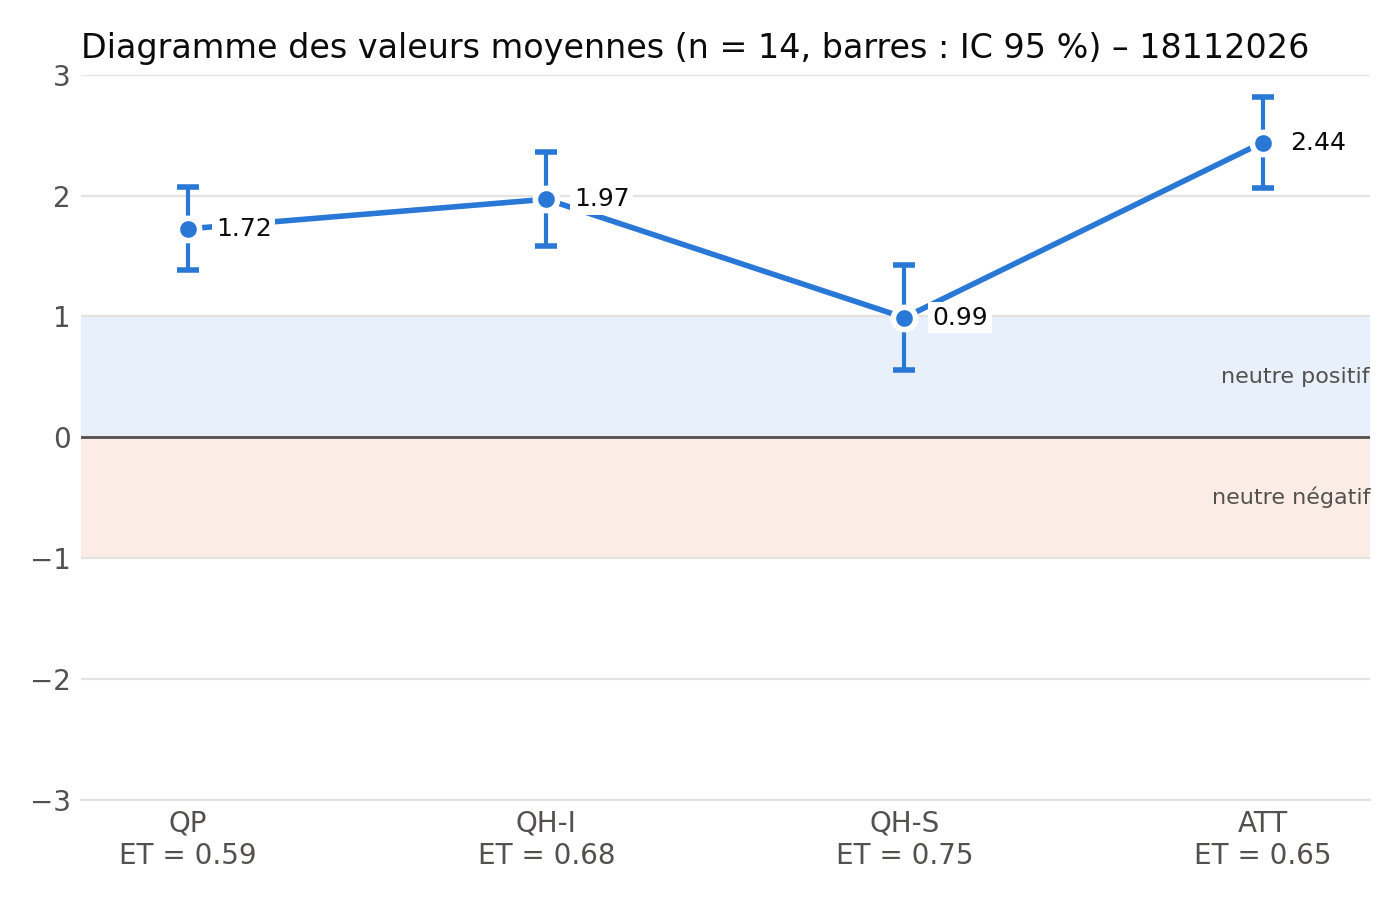 Diagramme des valeurs moyennes (n = 14, barres : IC 95 %) – 18112026
3
2
1
0
−1
−2
−3
1.72
1.97
0.99
2.44
neutre positif
neutre négatif
QP
ET = 0.59
QH-I
ET = 0.68
QH-S
ET = 0.75
ATT
ET = 0.65